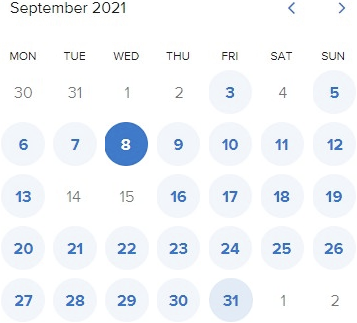 September 2021
MON TUE WED THU FRI SAT SUN
30 31 1 2 3 4 5
6 7 8 9 10 11 12
13 14 15 16 17 18 19
20 21 22 23 24 25 26
27 28 29 30 31 1 2